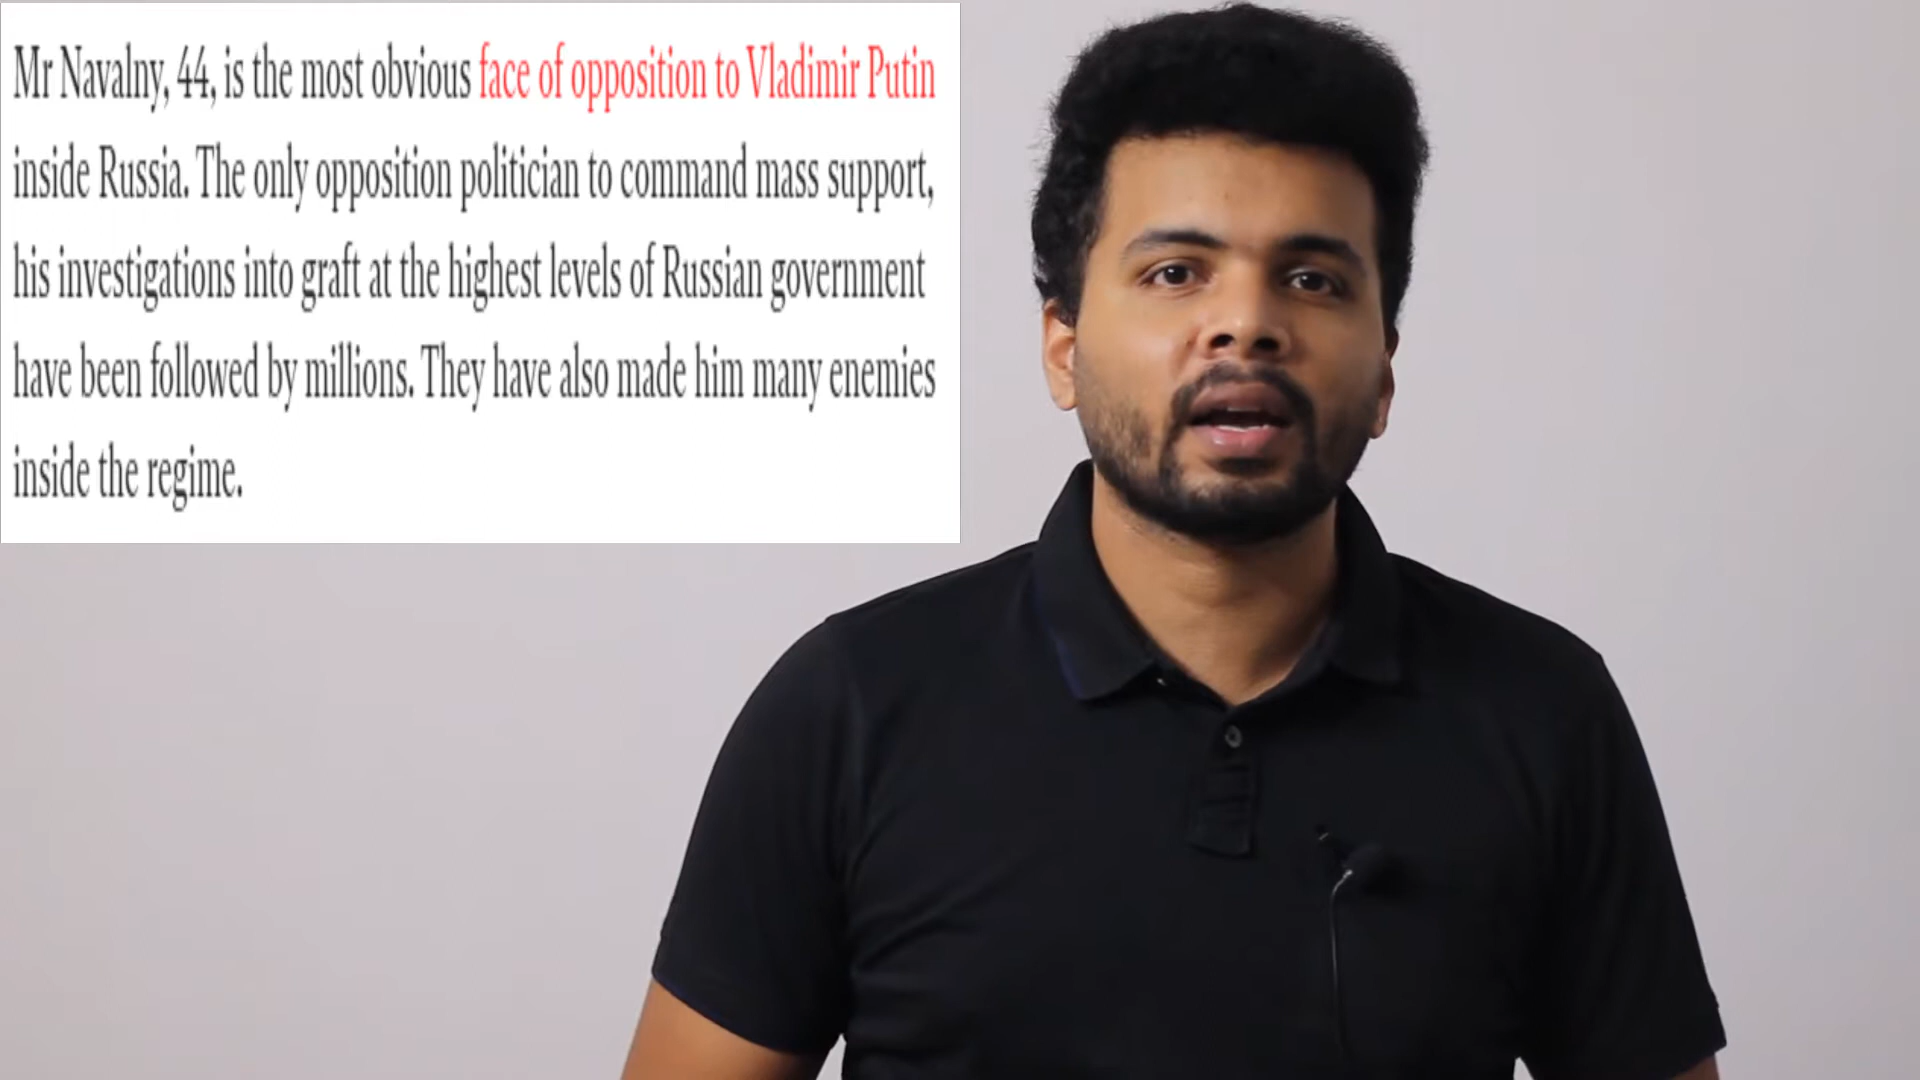 Mr Navalny, 44, is the most obvious face of opposition to Vladimir Putin
inside Russia. The only opposition politician to command mass support,
his investigations into graft at the highest levels of Russian government
have been followed by millions. They have also made him many enemies
inside the regime.